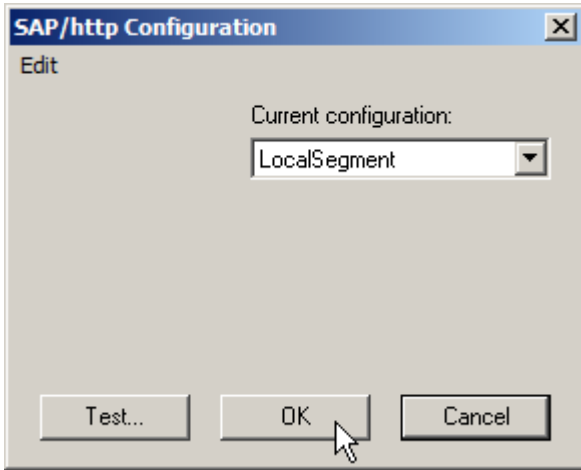 SAP/http Configuration
Edit
Current configuration:
LocalSegment
Test... OK Cancel